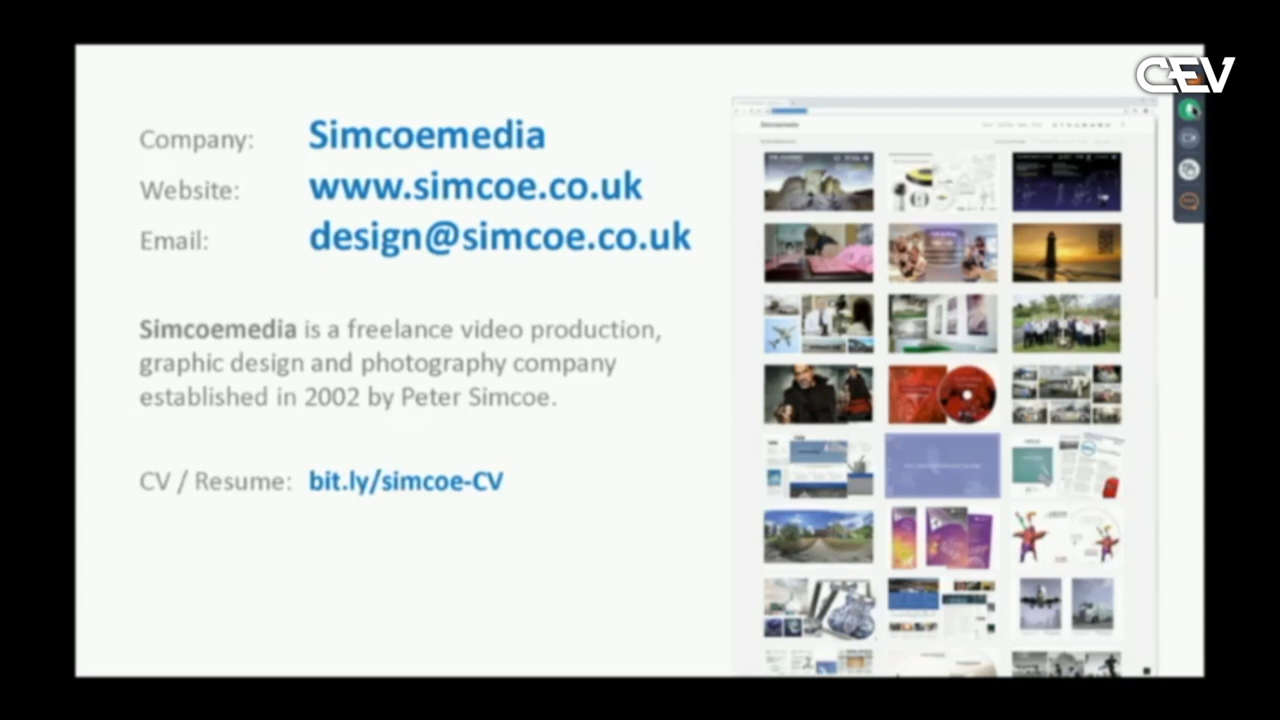 CEV
Company: Simcoemedia
Website: www.simcoe.co.uk
Email: design@simcoe.co.uk
Simcoemedia is a freelance video production,
graphic design and photography company
established in 2002 by Peter Simcoe.
CV / Resume: bit.ly/simcoe-CV